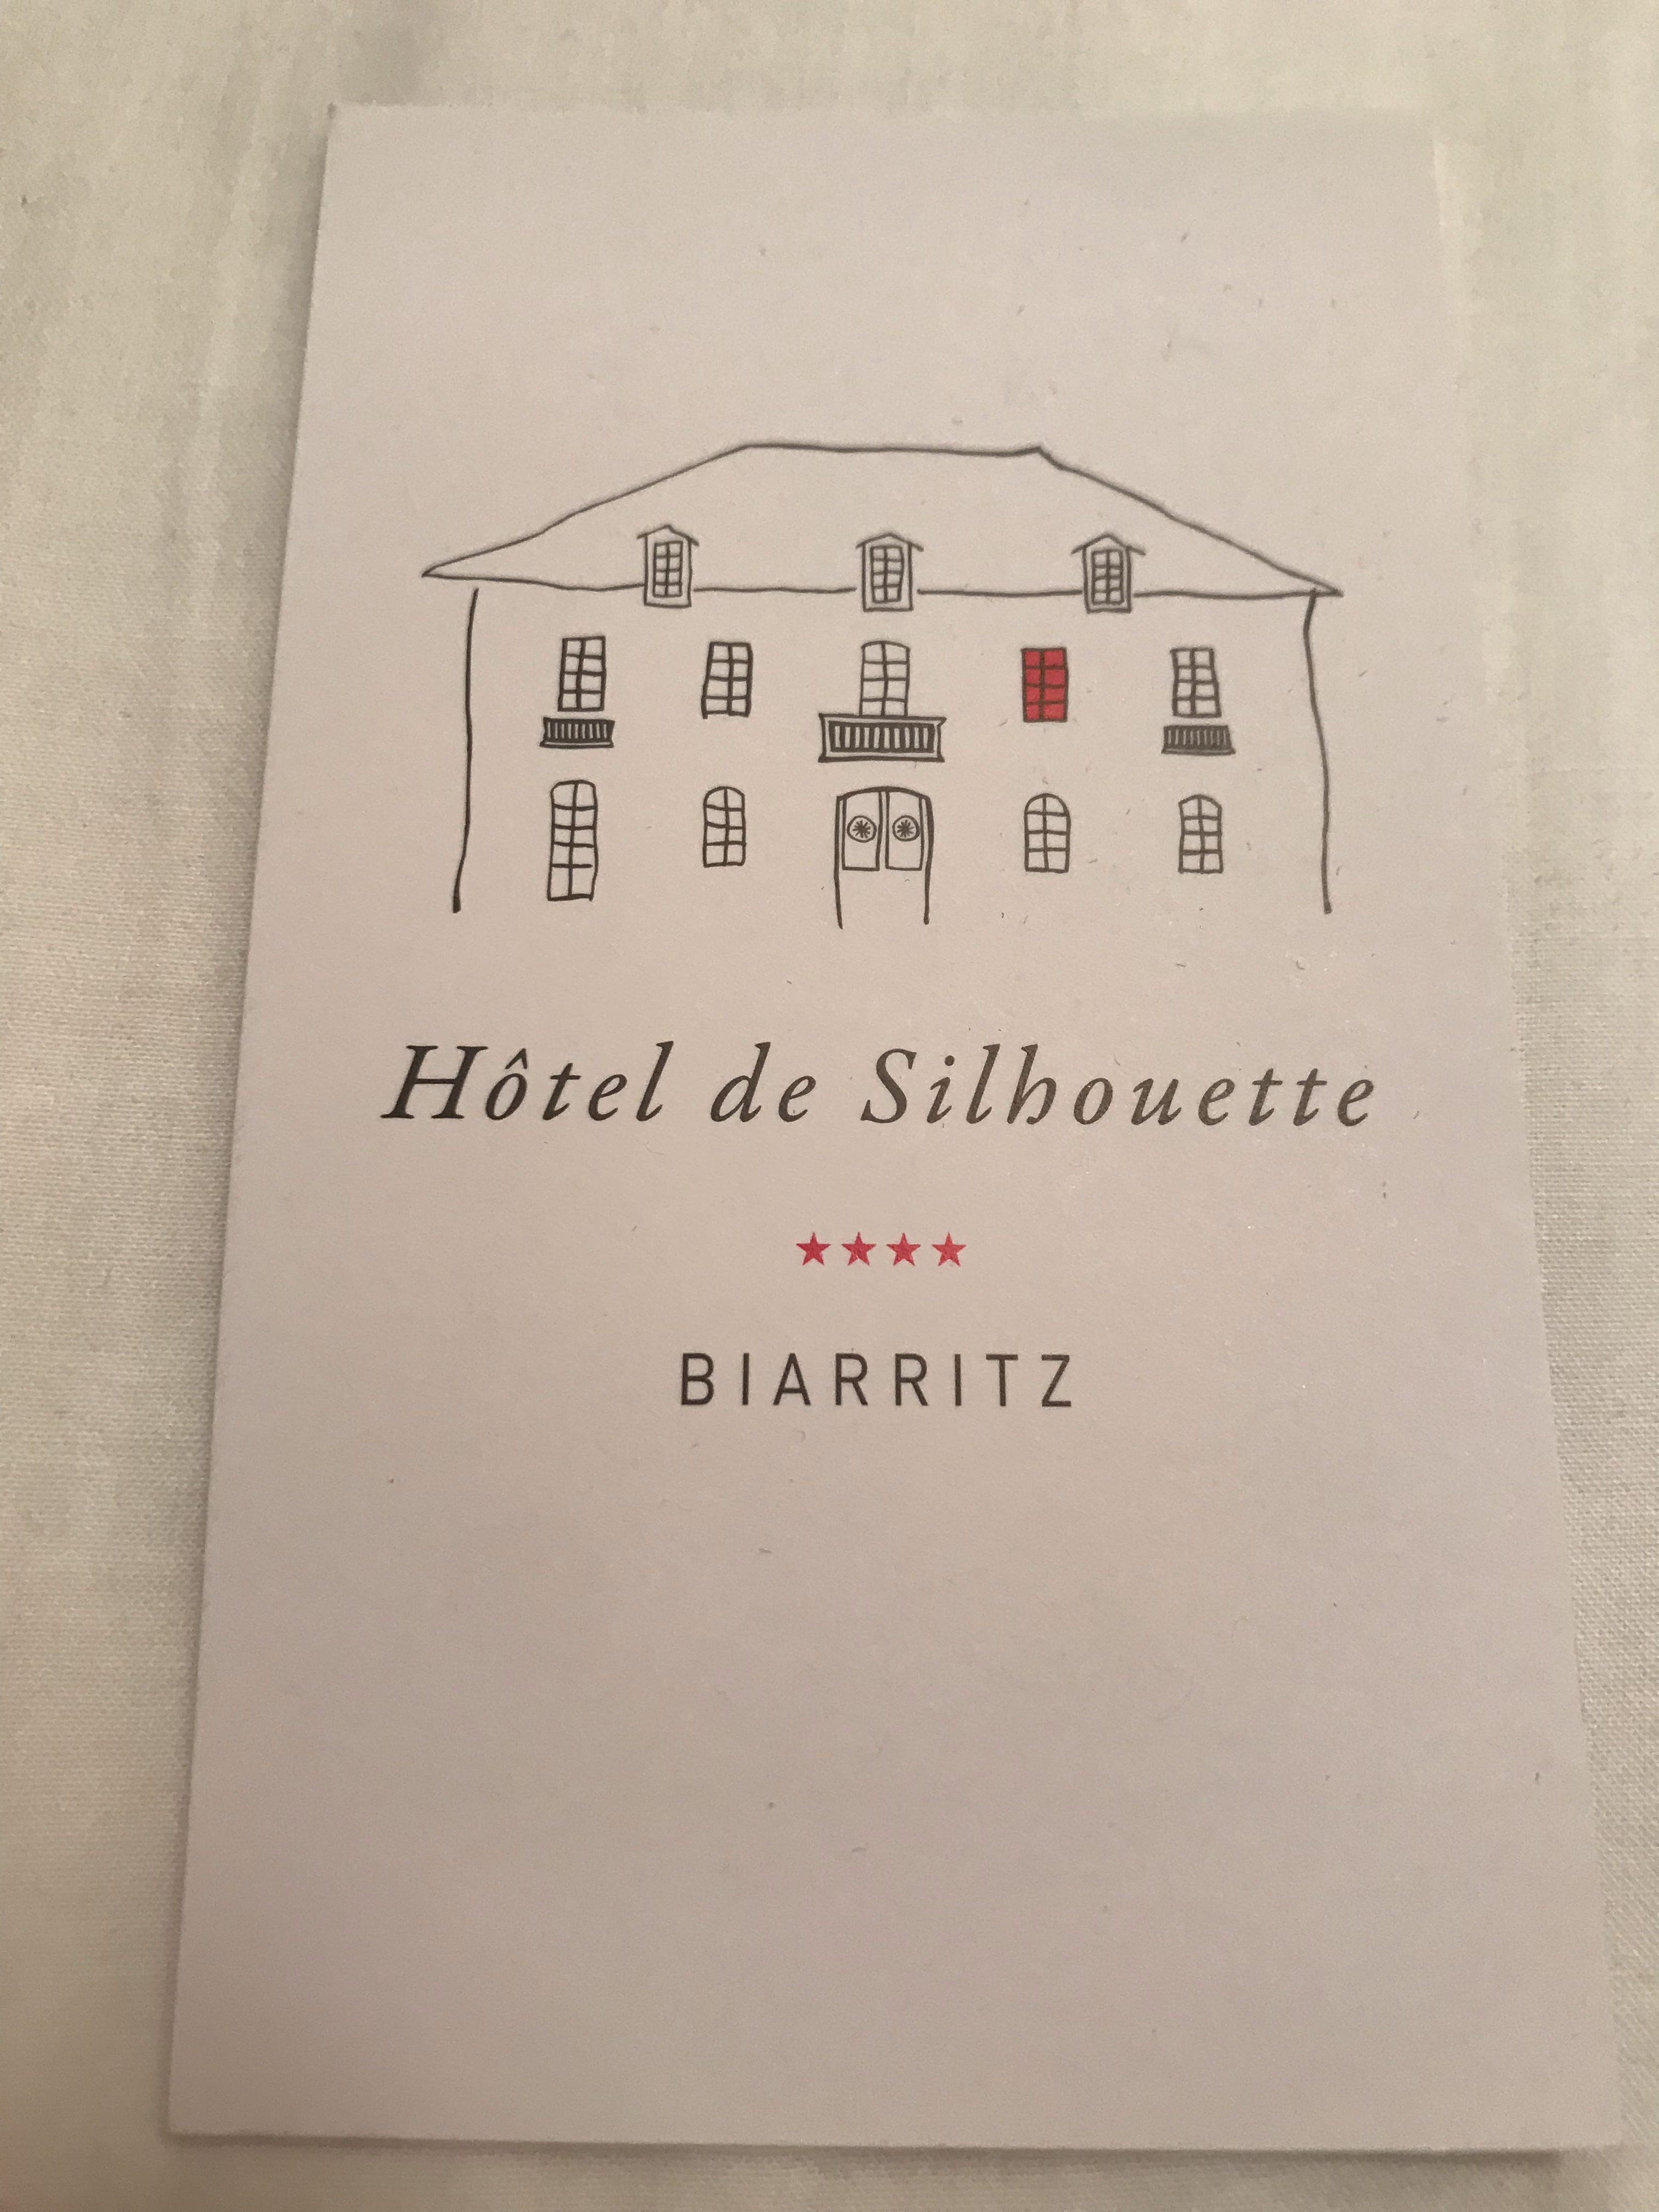 Hôtel de Silhouette
★★★★
BIARRITZ